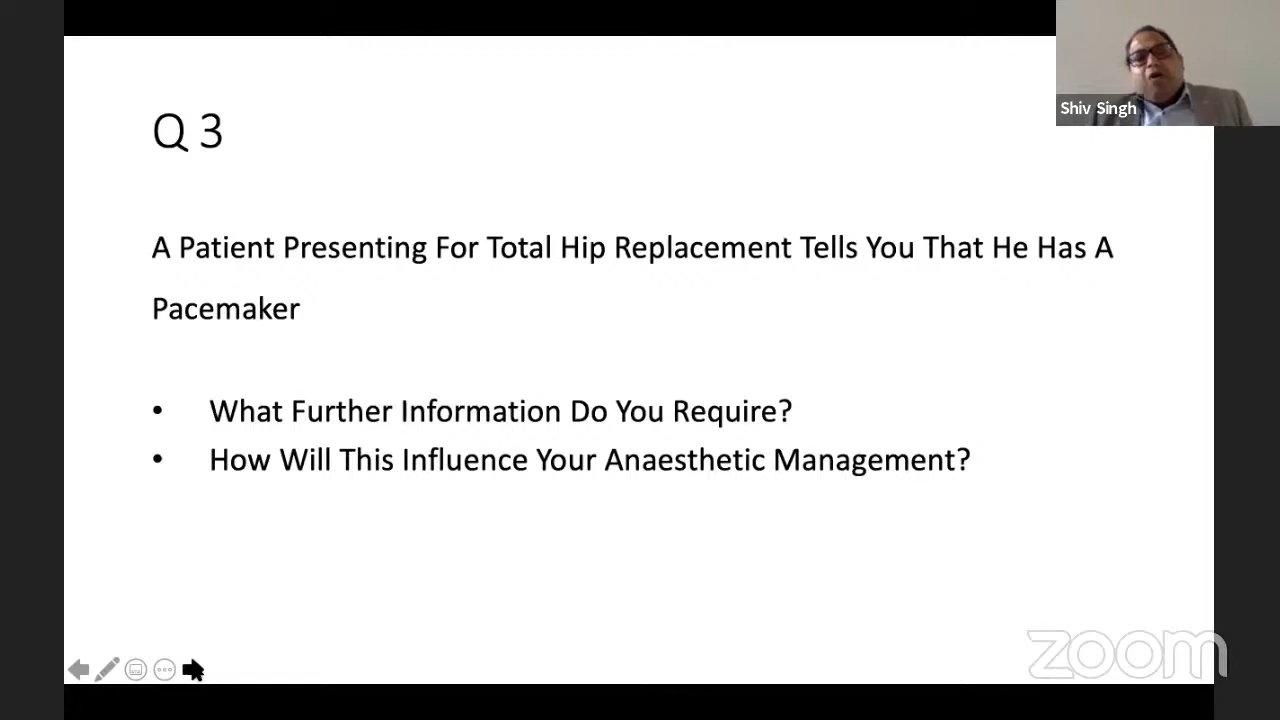 Shiv Singh
Q 3
A Patient Presenting For Total Hip Replacement Tells You That He Has A
Pacemaker
• What Further Information Do You Require?
• How Will This Influence Your Anaesthetic Management?
zoom